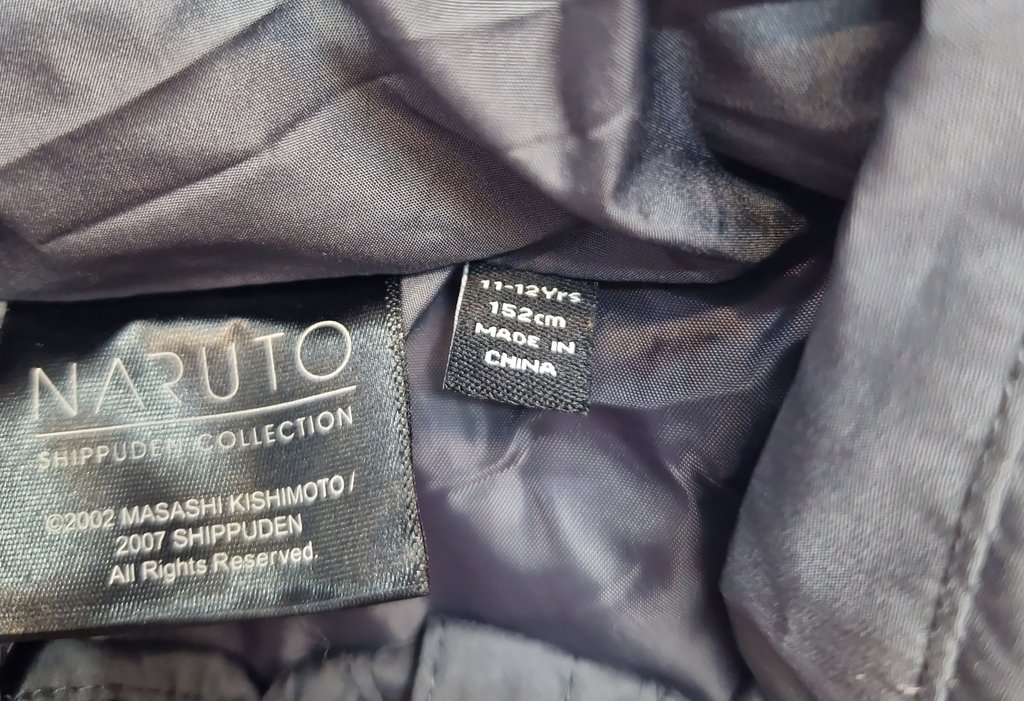 NARUTO
SHIPPUDEN COLLECTION
©2002 MASASHI KISHIMOTO /
2007 SHIPPUDEN
All Rights Reserved.
11-12Yrs
152cm
MADE IN
CHINA